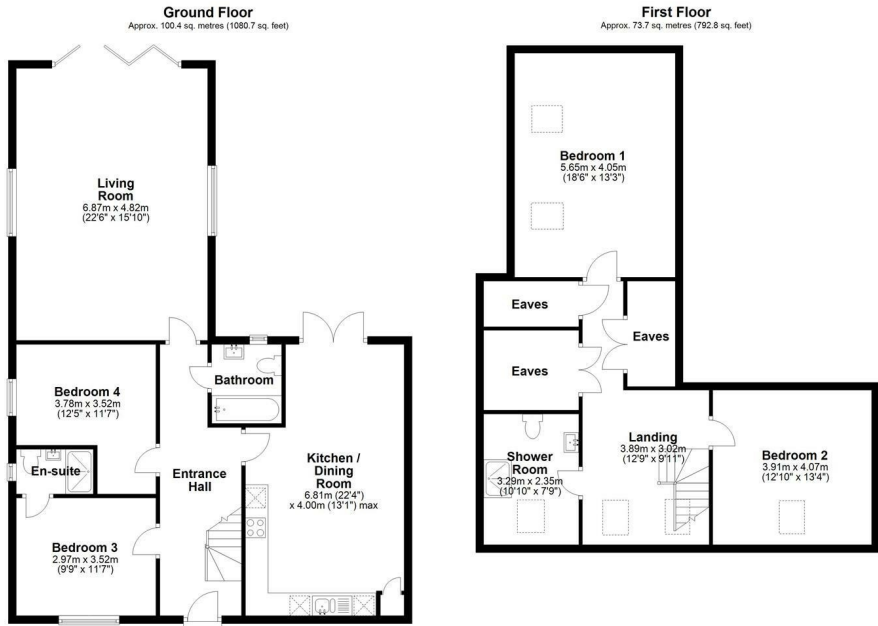 Ground Floor
Approx. 100.4 sq. metres (1080.7 sq. feet)
Living
Room
6.87m x 4.82m
(22'6" x 15'10")
Bedroom 4
3.78m x 3.52m
(12'5" x 11'7")
Bathroom
En-suite
Entrance
Hall
Kitchen /
Dining
Room
6.81m (22'4")
x 4.00m (13'1") max
Bedroom 3
2.97m x 3.52m
(9'9" x 11'7")
First Floor
Approx. 73.7 sq. metres (792.8 sq. feet)
Bedroom 1
5.65m x 4.05m
(18'6" x 13'3")
Eaves
Eaves
Eaves
Shower
Room
3.29m x 2.35m
(10'10" x 7'9")
Landing
3.89m x 3.02m
(12'9" x 9'11")
Bedroom 2
3.91m x 4.07m
(12'10" x 13'4")